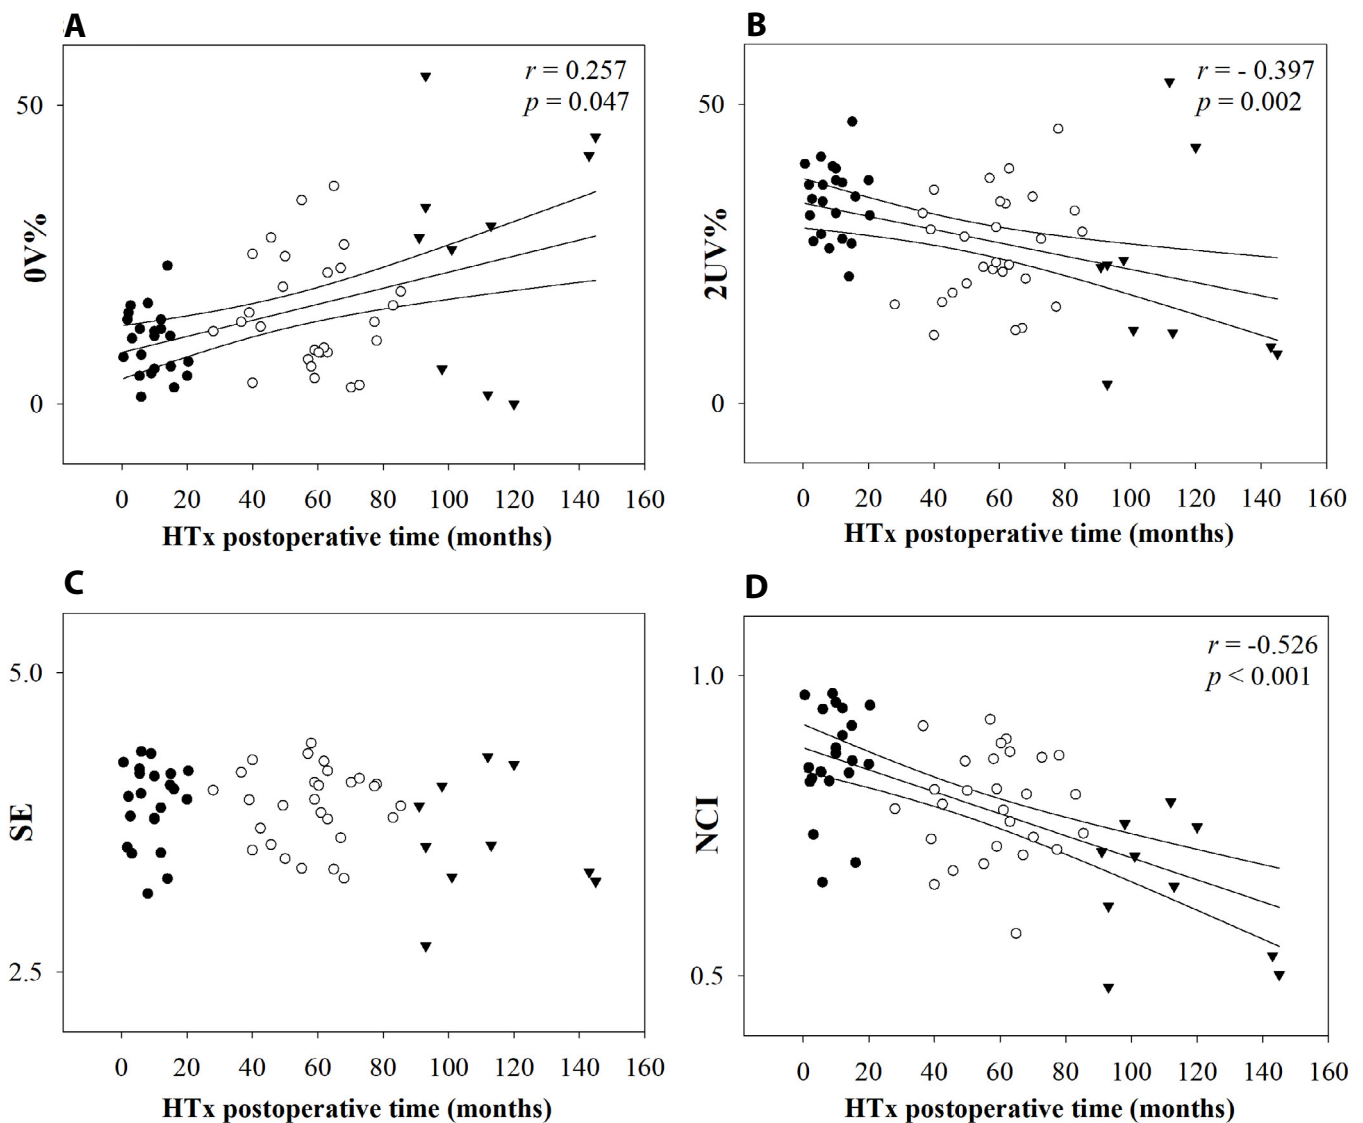 A
r = 0.257
p = 0.047
50
0
0V%
0 20 40 60 80 100 120 140 160
HTx postoperative time (months)
B
r = - 0.397
p = 0.002
50
0
2UV%
0 20 40 60 80 100 120 140 160
HTx postoperative time (months)
C
5.0
2.5
SE
0 20 40 60 80 100 120 140 160
HTx postoperative time (months)
D
r = -0.526
p < 0.001
1.0
0.5
NCI
0 20 40 60 80 100 120 140 160
HTx postoperative time (months)